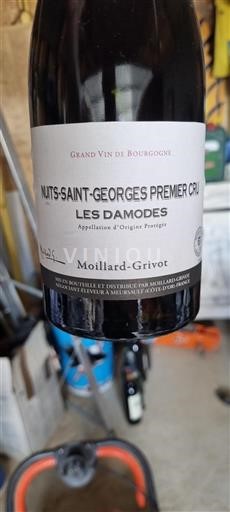 GRAND VIN DE BOURGOGNE
NUITS-SAINT-GEORGES PREMIER CRU
LES DAMODES
Appellation d'Origine Protégée
VINIOU
Moillard-Grivot
MIS EN BOUTEILLE ET DISTRIBUÉ PAR MOILLARD-GRIVOT
NÉGOCIANT ÉLEVEUR À MEURSAULT (CÔTE-D'OR) FRANCE